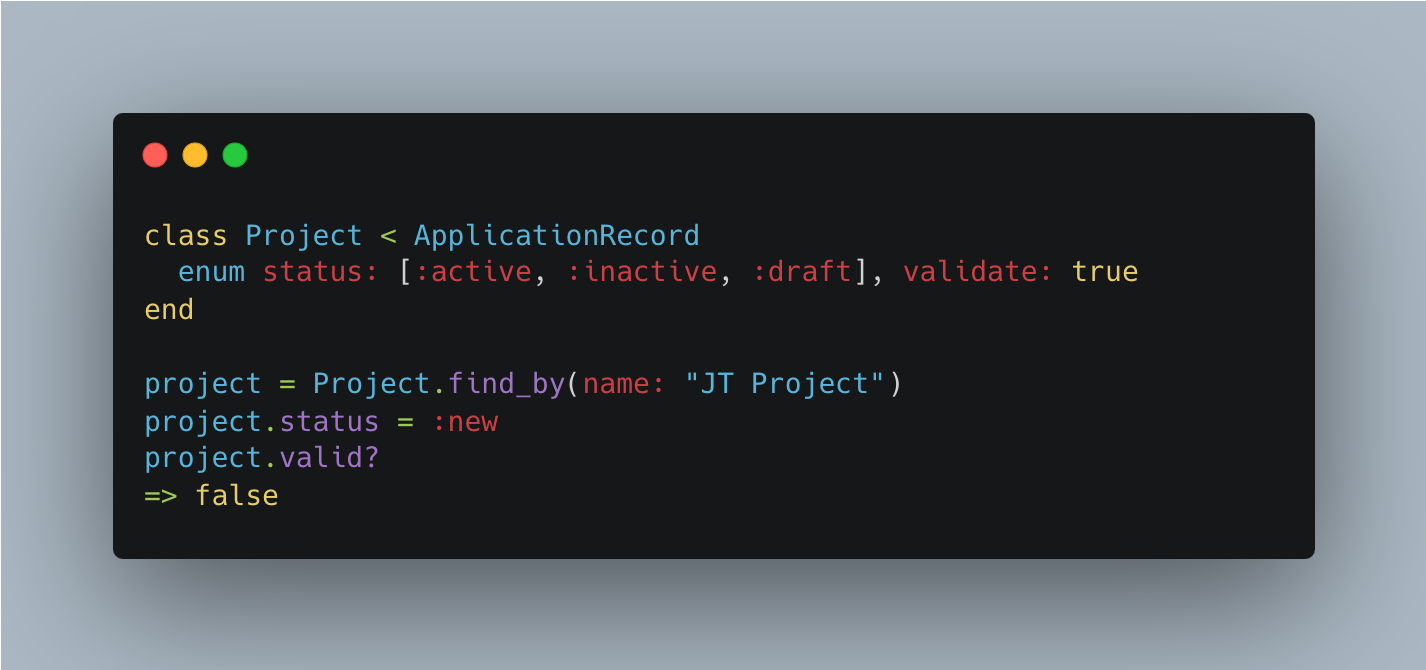 class Project < ApplicationRecord
  enum status: [:active, :inactive, :draft], validate: true
end

project = Project.find_by(name: "JT Project")
project.status = :new
project.valid?
=> false